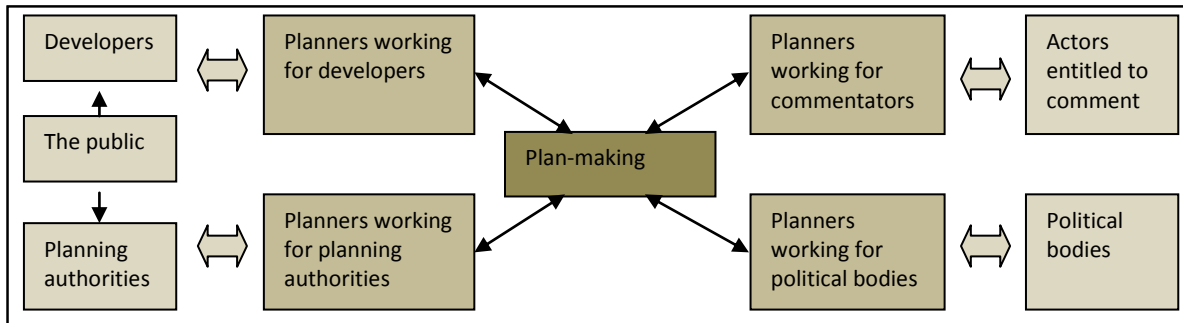 Developers
Planners working
for developers
Planners
working for
commentators
Actors
entitled to
comment
The public
Plan-making
Planning
authorities
Planners working
for planning
authorities
Planners
working for
political bodies
Political
bodies